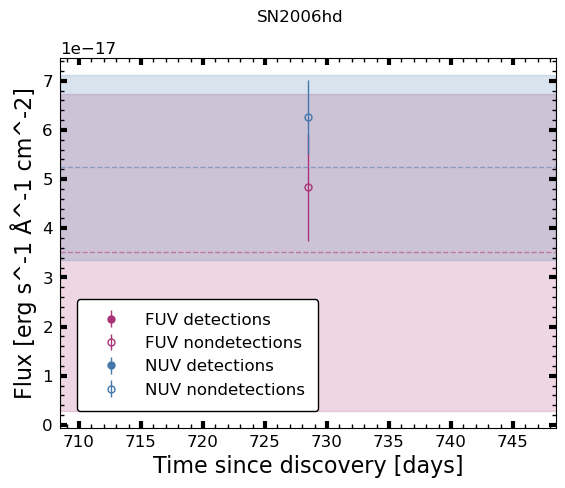 SN2006hd
1e−17
7
6
5
4
3
2
1
0
Flux [erg s^-1 Å^-1 cm^-2]
FUV detections
FUV nondetections
NUV detections
NUV nondetections
710 715 720 725 730 735 740 745
Time since discovery [days]